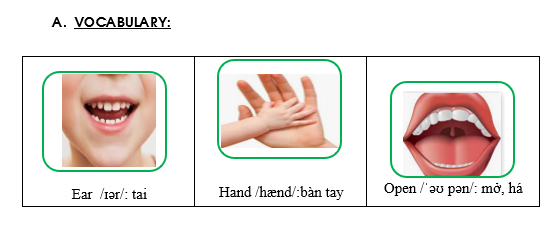 A. VOCABULARY:
Ear /ɪər/: tai
Hand /hænd/:bàn tay
Open /ˈəʊ pən/: mở, há